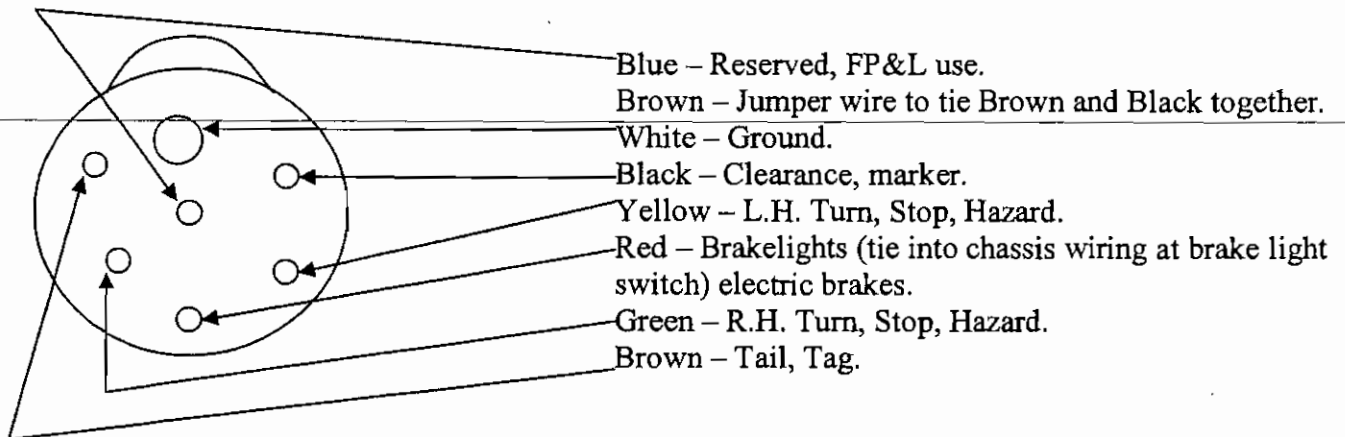 Blue – Reserved, FP&L use.
Brown – Jumper wire to tie Brown and Black together.
White – Ground.
Black – Clearance, marker.
Yellow – L.H. Turn, Stop, Hazard.
Red – Brakelights (tie into chassis wiring at brake light
switch) electric brakes.
Green – R.H. Turn, Stop, Hazard.
Brown – Tail, Tag.